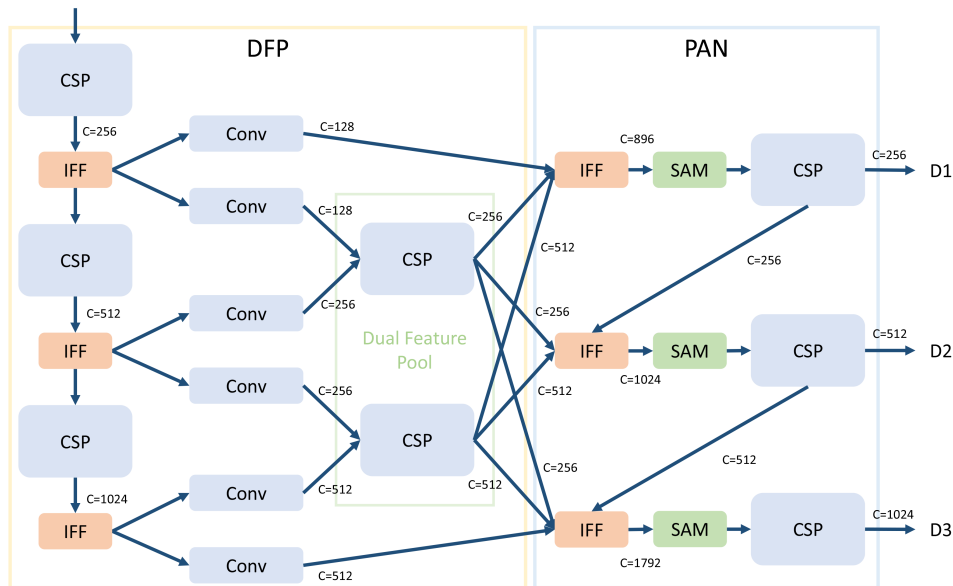 DFP
PAN
CSP
C=256
IFF
Conv
C=128
Conv
C=128
CSP
C=512
IFF
Conv
C=256
Conv
C=256
CSP
C=1024
IFF
Conv
C=512
Conv
C=512
CSP
Dual Feature
Pool
CSP
C=256
C=512
C=256
C=512
C=256
C=512
IFF
C=896
SAM
CSP
C=256
D1
C=256
IFF
C=1024
SAM
CSP
C=512
D2
C=512
IFF
C=1792
SAM
CSP
C=1024
D3